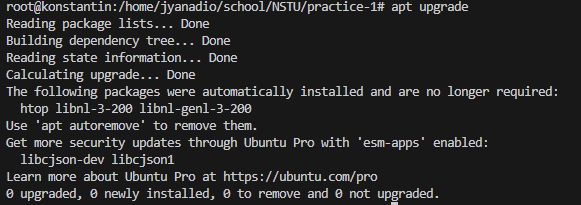 root@konstantin:/home/jyanadio/school/NSTU/practice-1# apt upgrade
Reading package lists... Done
Building dependency tree... Done
Reading state information... Done
Calculating upgrade... Done
The following packages were automatically installed and are no longer required:
  htop libnl-3-200 libnl-genl-3-200
Use 'apt autoremove' to remove them.
Get more security updates through Ubuntu Pro with 'esm-apps' enabled:
  libcjson-dev libcjson1
Learn more about Ubuntu Pro at https://ubuntu.com/pro
0 upgraded, 0 newly installed, 0 to remove and 0 not upgraded.